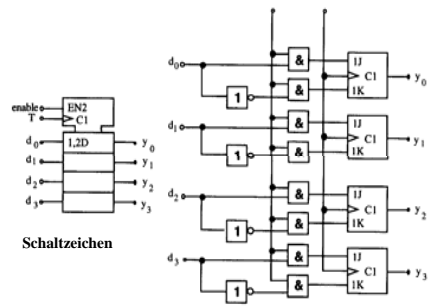 enable
T
EN2
C1
d0
1,2D
y0
d1
y1
d2
y2
d3
y3
Schaltzeichen
d0
&
1
&
1J
C1
1K
y0
d1
&
1
&
1J
C1
1K
y1
d2
&
1
&
1J
C1
1K
y2
d3
&
1
&
1J
C1
1K
y3